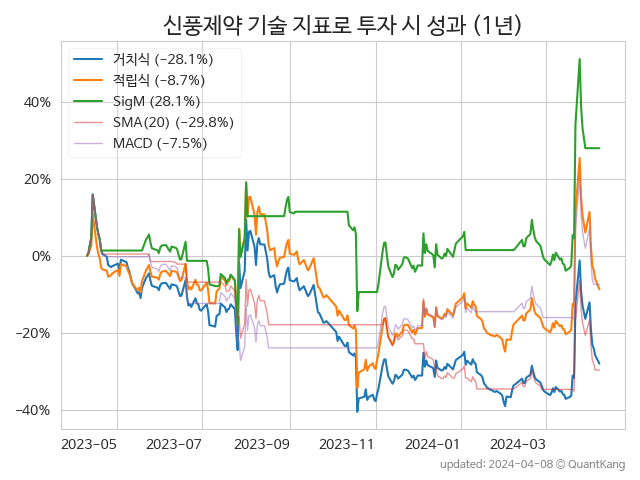 신풍제약 기술 지표로 투자 시 성과 (1년)
거치식 (−28.1%)
적립식 (−8.7%)
SigM (28.1%)
SMA(20) (−29.8%)
MACD (−7.5%)
40%
20%
0%
−20%
−40%
2023-05 2023-07 2023-09 2023-11 2024-01 2024-03
updated: 2024-04-08 © QuantKang